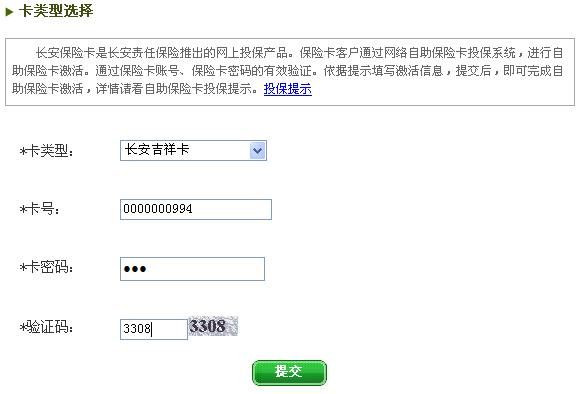 卡类型选择
长安保险卡是长安责任保险推出的网上投保产品。保险卡客户通过网络自助保险卡投保系统，进行自
助保险卡激活。通过保险卡账号、保险卡密码的有效验证。依据提示填写激活信息，提交后，即可完成自
助保险卡激活，详情请看自助保险卡投保提示。投保提示
*卡类型： 长安吉祥卡
*卡号： 0000000994
*卡密码： ●●●
*验证码： 3308 3308
提交